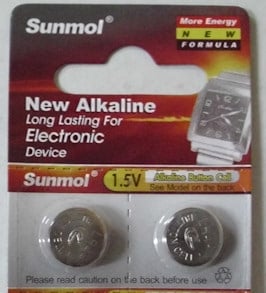 Sunmol
More Energy
NEW
FORMULA
New Alkaline
Long Lasting For
Electronic
Device
Sunmol 1.5V Alkaline Button Cell
See Model on the back
Please read caution on the back before use